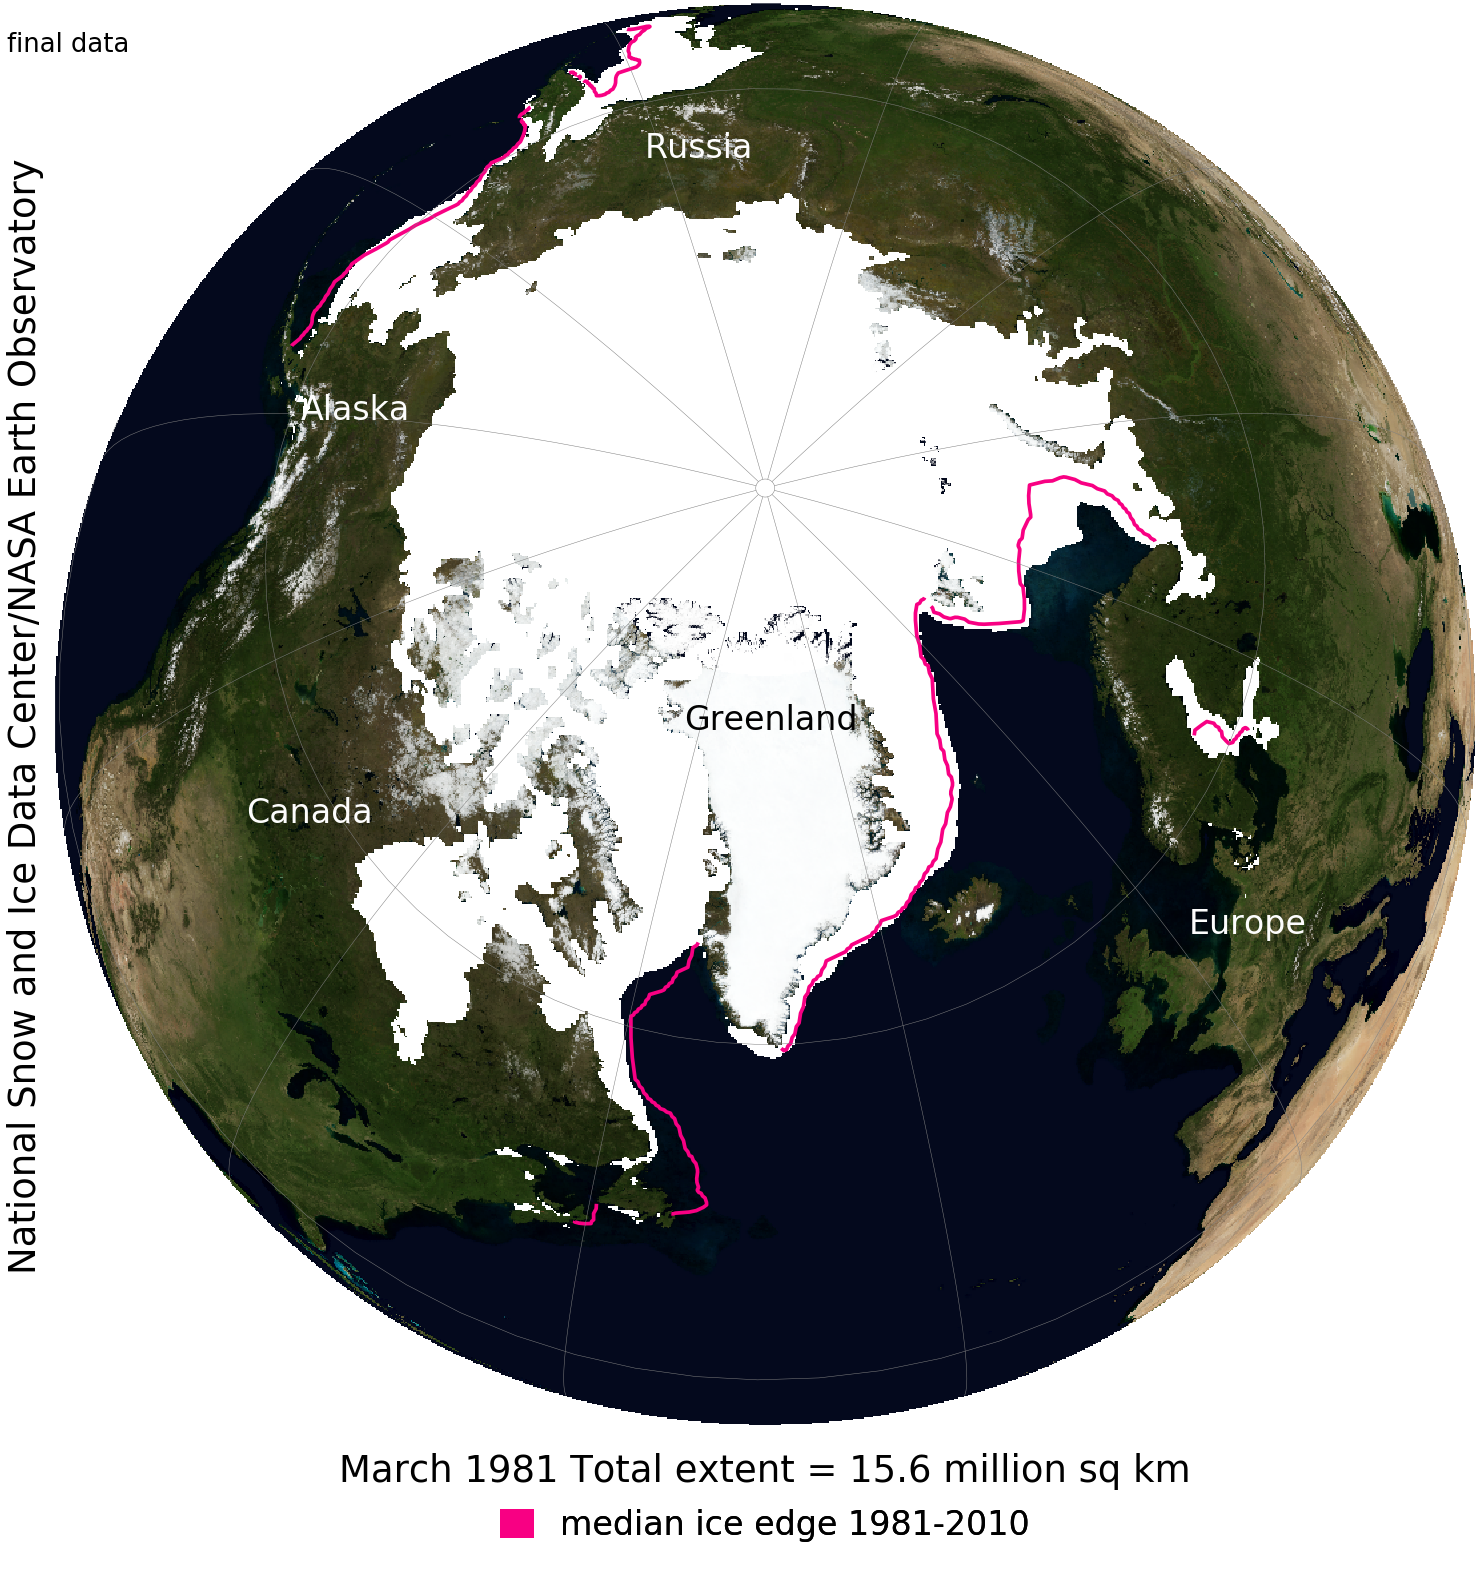 final data
National Snow and Ice Data Center/NASA Earth Observatory
Russia
Alaska
Greenland
Canada
Europe
March 1981 Total extent = 15.6 million sq km
median ice edge 1981-2010